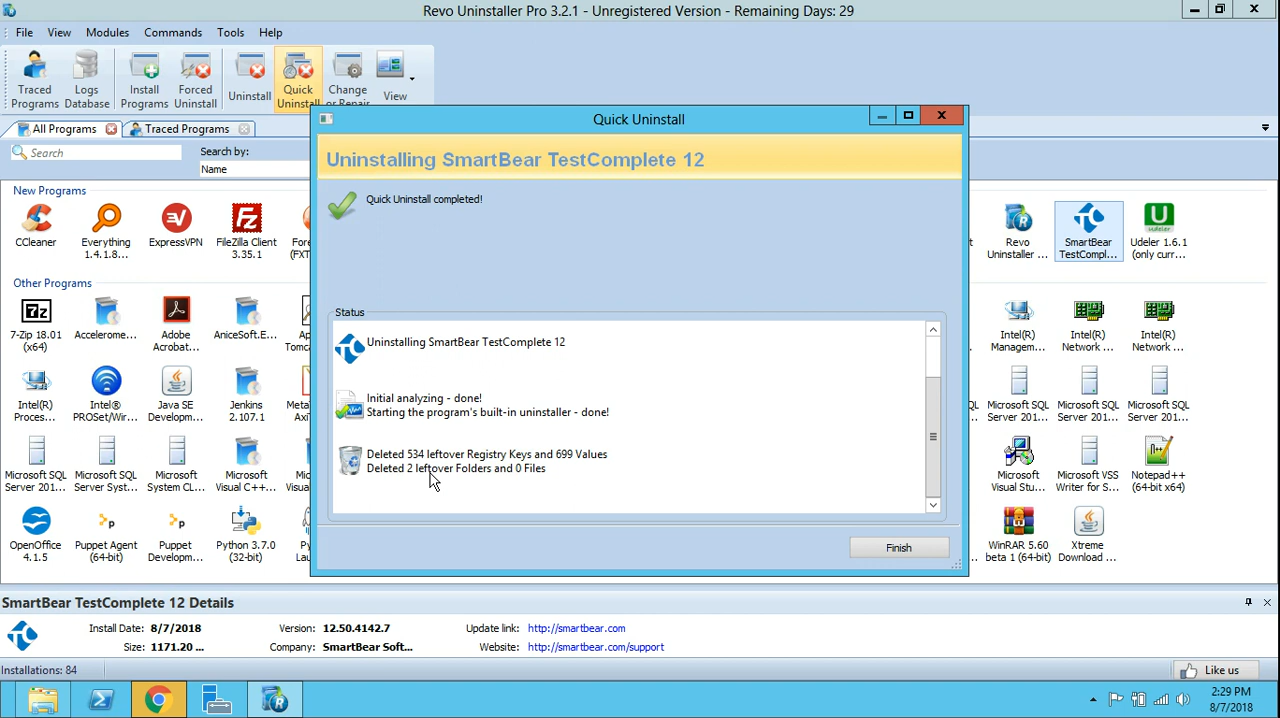 Revo Uninstaller Pro 3.2.1 - Unregistered Version - Remaining Days: 29
File View Modules Commands Tools Help
Traced Programs
Logs Database
Install Programs
Forced Uninstall
Uninstall
Quick Uninstall
Change or Repair
View
All Programs
Traced Programs
Search
Search by:
Name
Quick Uninstall
Uninstalling SmartBear TestComplete 12
Quick Uninstall completed!
Status
Uninstalling SmartBear TestComplete 12
Initial analyzing - done!
Starting the program's built-in uninstaller - done!
Deleted 534 leftover Registry Keys and 699 Values
Deleted 2 leftover Folders and 0 Files
Finish
New Programs
CCleaner
Everything 1.4.1.8...
ExpressVPN
FileZilla Client 3.35.1
Revo Uninstaller ...
SmartBear TestCompl...
Udeler 1.6.1 (only curr...
Other Programs
7-Zip 18.01 (x64)
Accelerome...
Adobe Acrobat...
AniceSoft.E...
Intel(R) Managem...
Intel(R) Network ...
Intel(R) Network ...
Intel(R) Proces...
Intel® PROSet/Wir...
Java SE Developm...
Jenkins 2.107.1
Microsoft SQL Server 201...
Microsoft SQL Server 201...
Microsoft SQL Server 201...
Microsoft SQL Server 201...
Microsoft SQL Server Syst...
Microsoft System CL...
Microsoft Visual C++...
Microsoft Visual Stu...
Microsoft VSS Writer for S...
Notepad++ (64-bit x64)
OpenOffice 4.1.5
Puppet Agent (64-bit)
Puppet Developm...
Python 3.7.0 (32-bit)
WinRAR 5.60 beta 1 (64-bit)
Xtreme Download ...
SmartBear TestComplete 12 Details
Install Date: 8/7/2018 Version: 12.50.4142.7 Update link: http://smartbear.com
Size: 1171.20 ... Company: SmartBear Soft... Website: http://smartbear.com/support
Installations: 84
Like us
2:29 PM
8/7/2018